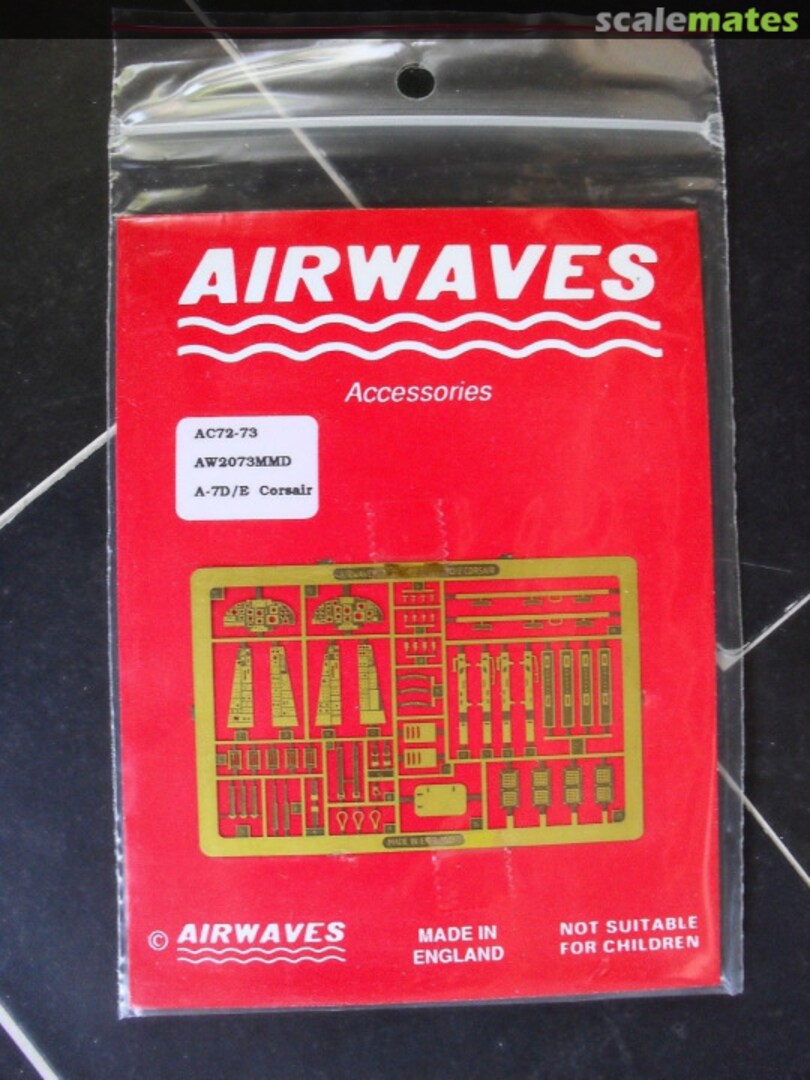 scalemates
AIRWAVES
Accessories
AC72-73
AW2073MMD
A-7D/E Corsair
© AIRWAVES
MADE IN
ENGLAND
NOT SUITABLE
FOR CHILDREN